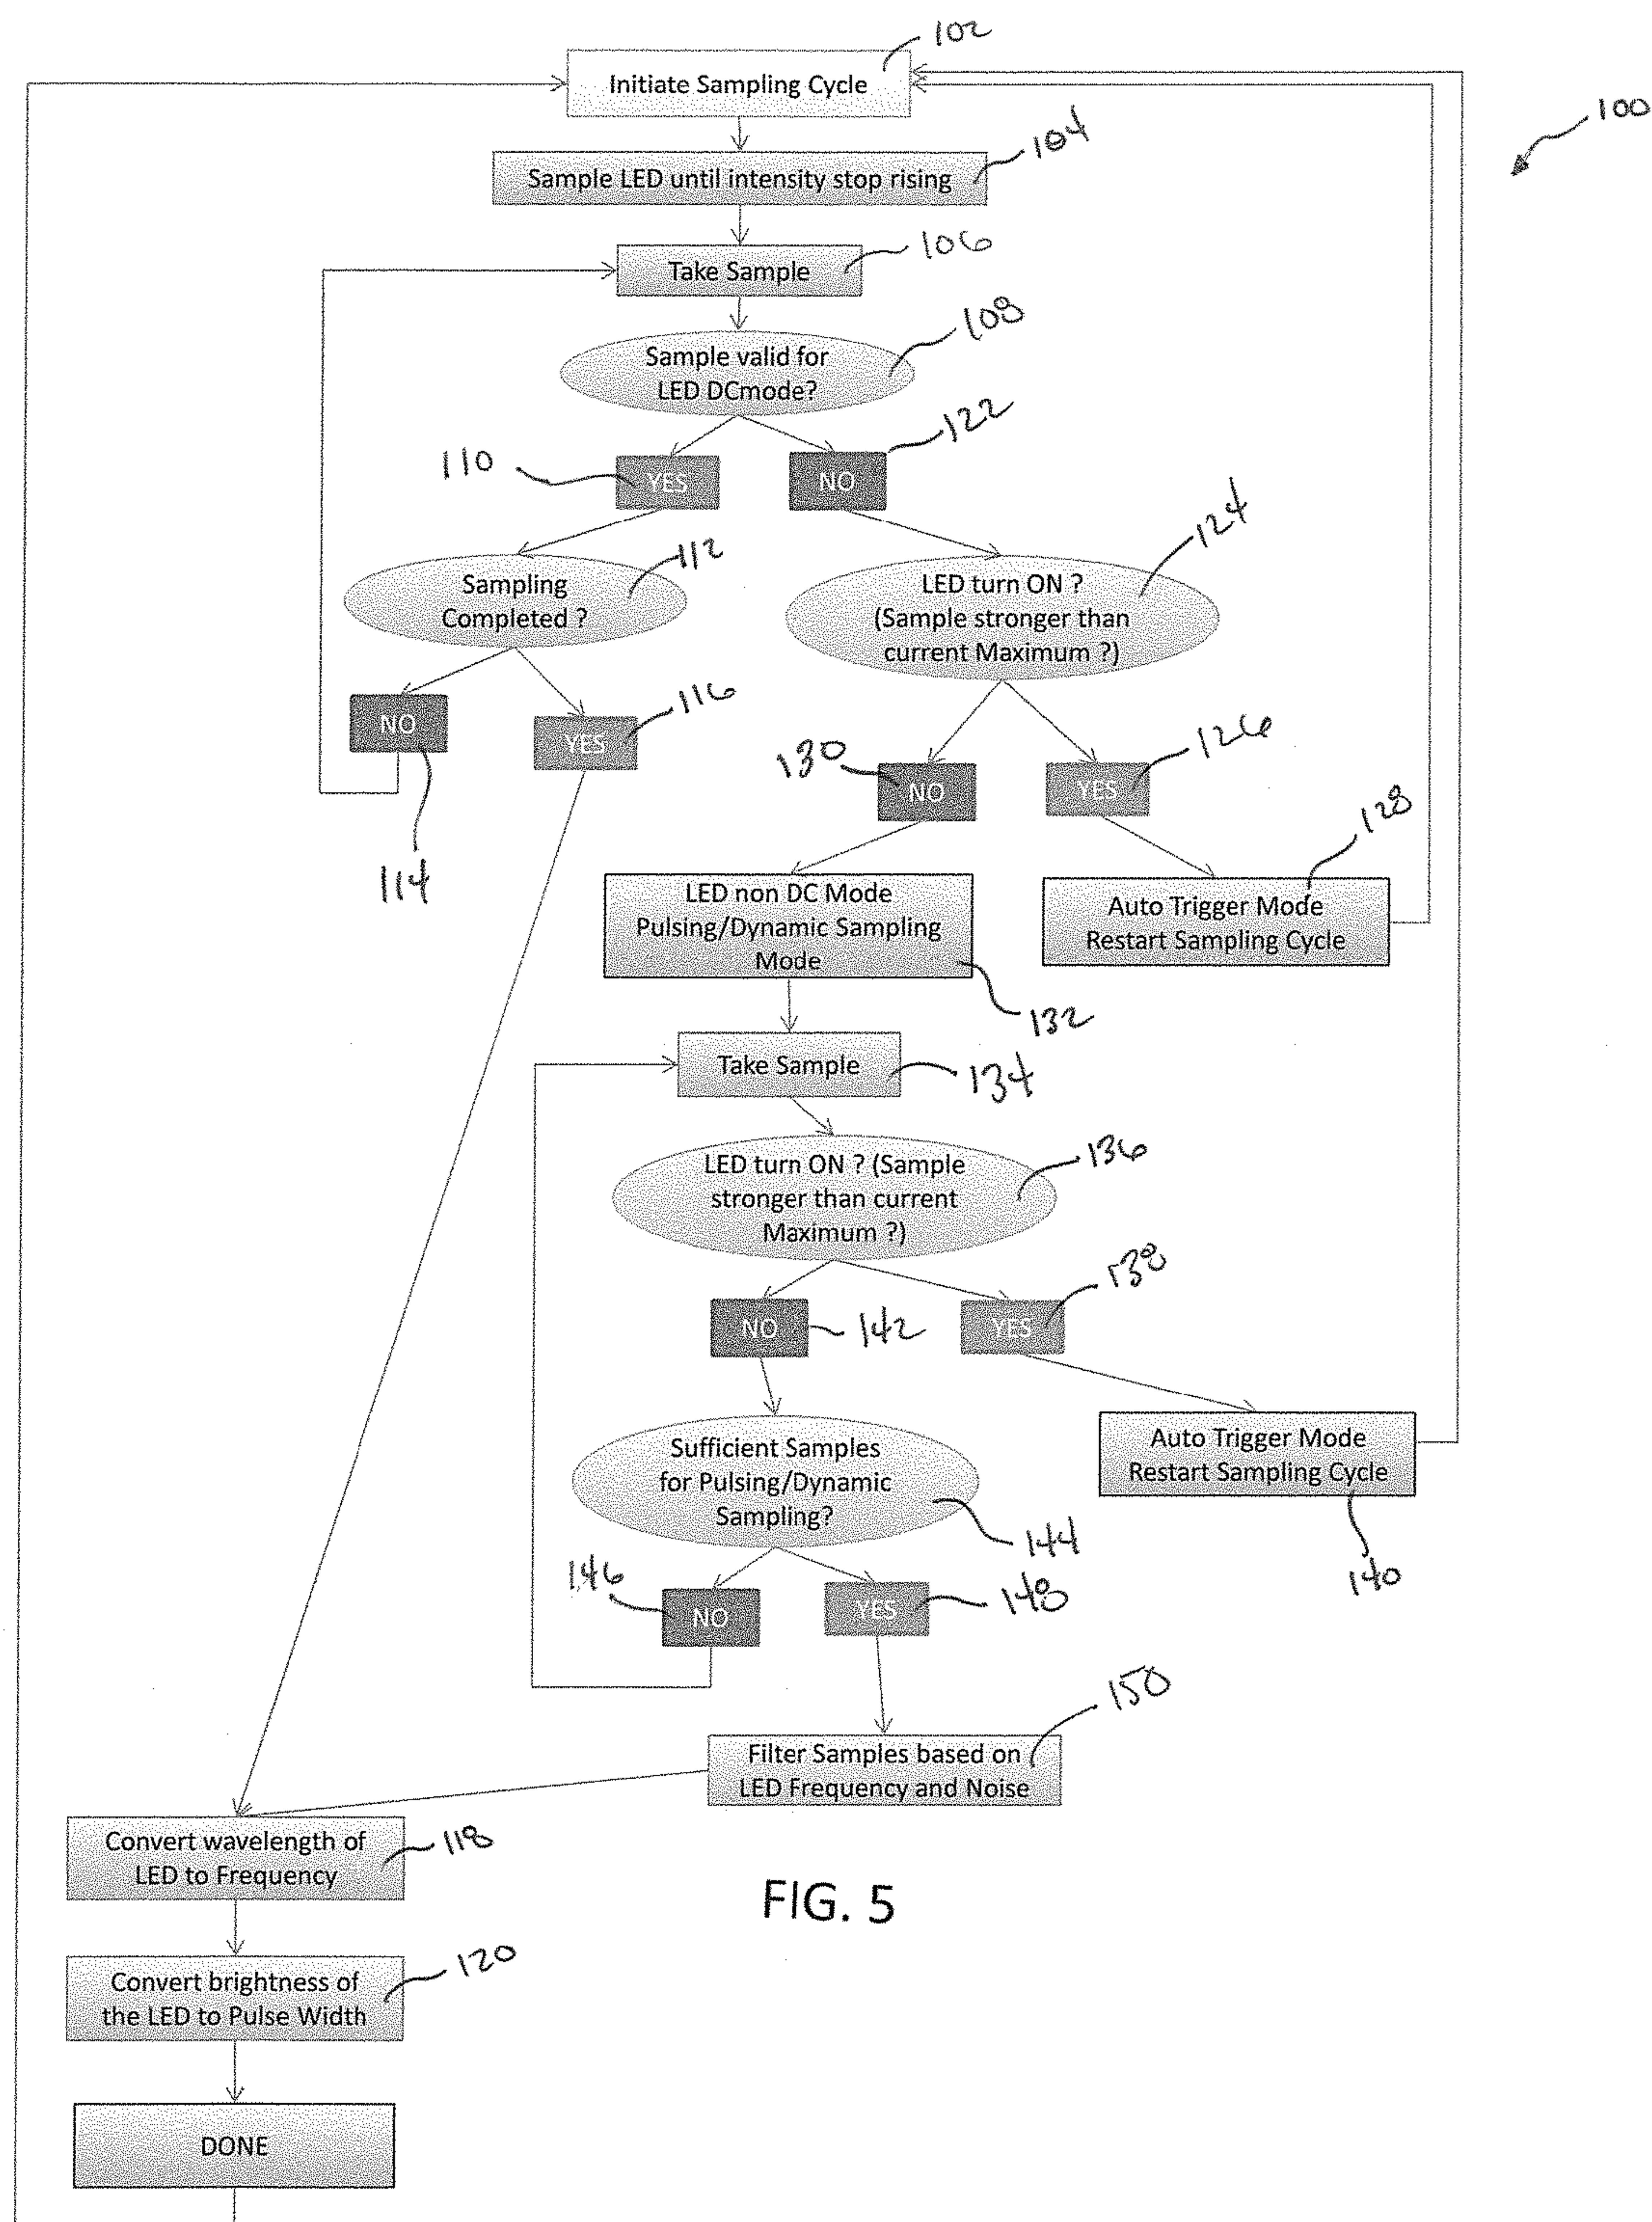 102
Initiate Sampling Cycle
100
104
Sample LED until intensity stop rising
106
Take Sample
108
Sample valid for
LED DCmode?
122
110
YES
NO
124
112
LED turn ON ?
(Sample stronger than
current Maximum ?)
Sampling
Completed ?
116
NO
YES
126
130
NO
YES
128
114
LED non DC Mode
Pulsing/Dynamic Sampling
Mode
Auto Trigger Mode
Restart Sampling Cycle
132
Take Sample
134
136
LED turn ON ? (Sample
stronger than current
Maximum ?)
138
NO
142
YES
Auto Trigger Mode
Restart Sampling Cycle
Sufficient Samples
for Pulsing/Dynamic
Sampling?
144
140
146
NO
YES
148
150
Filter Samples based on
LED Frequency and Noise
Convert wavelength of
LED to Frequency
118
FIG. 5
120
Convert brightness of
the LED to Pulse Width
DONE